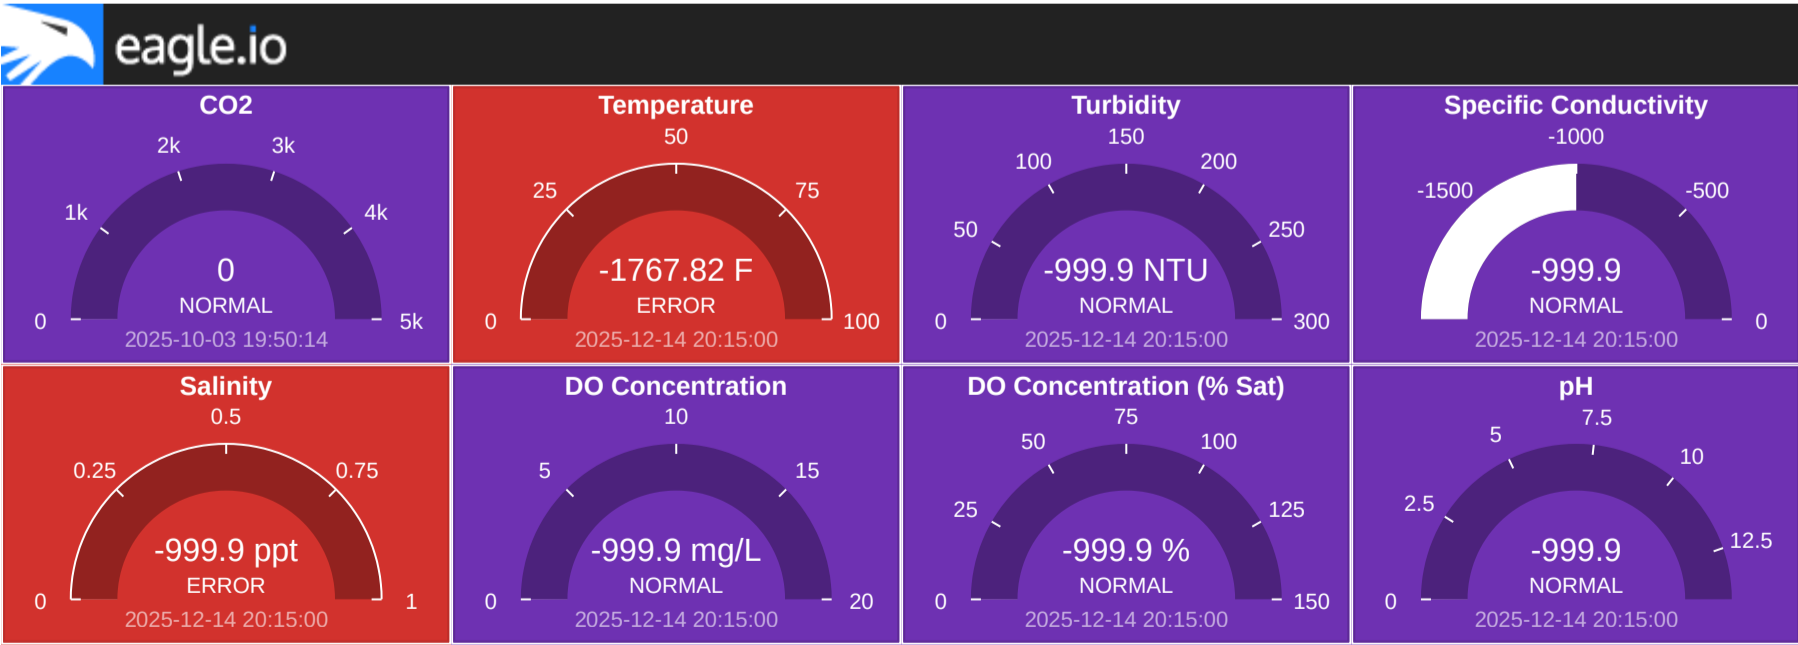 eagle.io
CO2
0
1k
2k
3k
4k
5k
0
NORMAL
2025-10-03 19:50:14
Temperature
0
25
50
75
100
-1767.82 F
ERROR
2025-12-14 20:15:00
Turbidity
0
50
100
150
200
250
300
-999.9 NTU
NORMAL
2025-12-14 20:15:00
Specific Conductivity
-1500
-1000
-500
0
-999.9
NORMAL
2025-12-14 20:15:00
Salinity
0
0.25
0.5
0.75
1
-999.9 ppt
ERROR
2025-12-14 20:15:00
DO Concentration
0
5
10
15
20
-999.9 mg/L
NORMAL
2025-12-14 20:15:00
DO Concentration (% Sat)
0
25
50
75
100
125
150
-999.9 %
NORMAL
2025-12-14 20:15:00
pH
0
2.5
5
7.5
10
12.5
-999.9
NORMAL
2025-12-14 20:15:00